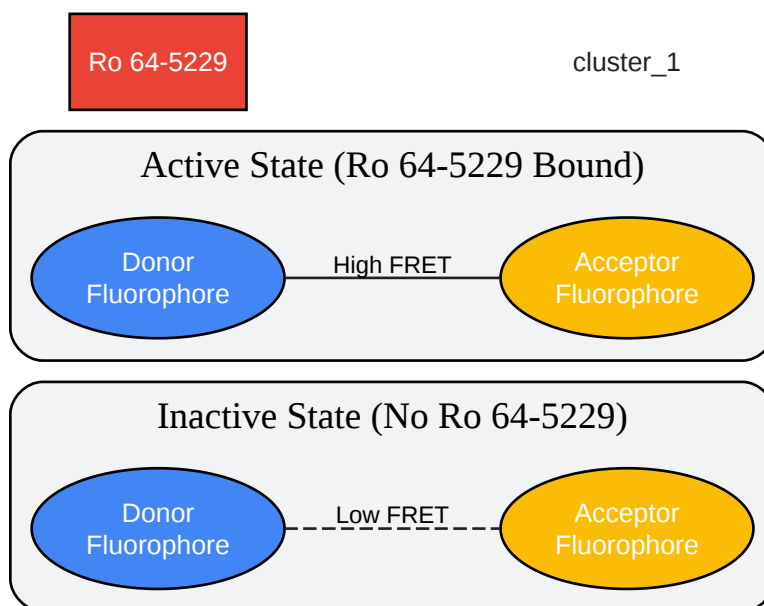 Ro 64-5229
cluster_1
Active State (Ro 64-5229 Bound)
Donor
Fluorophore
High FRET
Acceptor
Fluorophore
Inactive State (No Ro 64-5229)
Donor
Fluorophore
Low FRET
Acceptor
Fluorophore